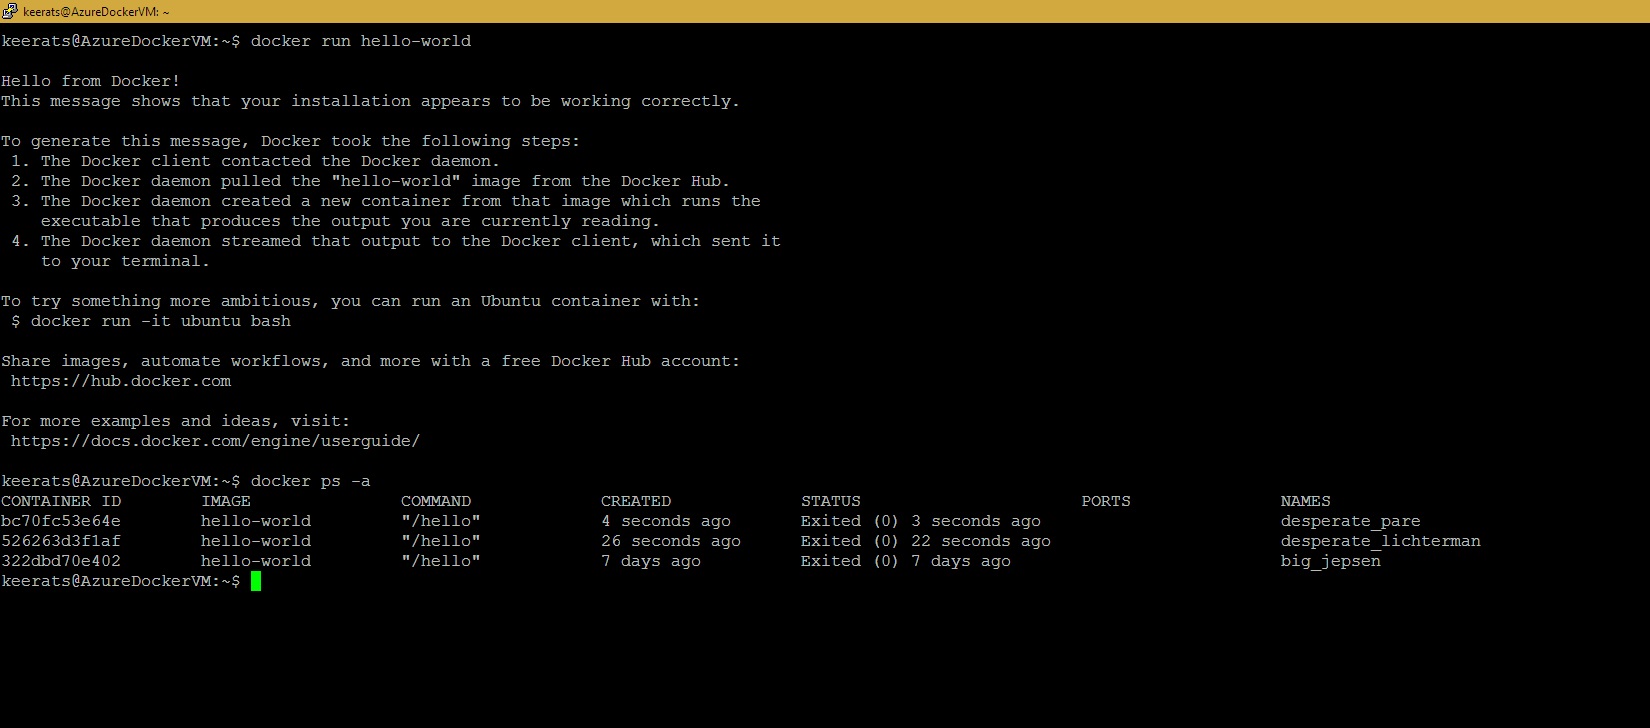 keerats@AzureDockerVM: ~
keerats@AzureDockerVM:~$ docker run hello-world
Hello from Docker!
This message shows that your installation appears to be working correctly.
To generate this message, Docker took the following steps:
1. The Docker client contacted the Docker daemon.
2. The Docker daemon pulled the "hello-world" image from the Docker Hub.
3. The Docker daemon created a new container from that image which runs the
executable that produces the output you are currently reading.
4. The Docker daemon streamed that output to the Docker client, which sent it
to your terminal.
To try something more ambitious, you can run an Ubuntu container with:
$ docker run -it ubuntu bash
Share images, automate workflows, and more with a free Docker Hub account:
https://hub.docker.com
For more examples and ideas, visit:
https://docs.docker.com/engine/userguide/
keerats@AzureDockerVM:~$ docker ps -a
CONTAINER ID IMAGE COMMAND CREATED STATUS PORTS NAMES
bc70fc53e64e hello-world "/hello" 4 seconds ago Exited (0) 3 seconds ago desperate_pare
526263d3f1af hello-world "/hello" 26 seconds ago Exited (0) 22 seconds ago desperate_lichterman
322dbd70e402 hello-world "/hello" 7 days ago Exited (0) 7 days ago big_jepsen
keerats@AzureDockerVM:~$